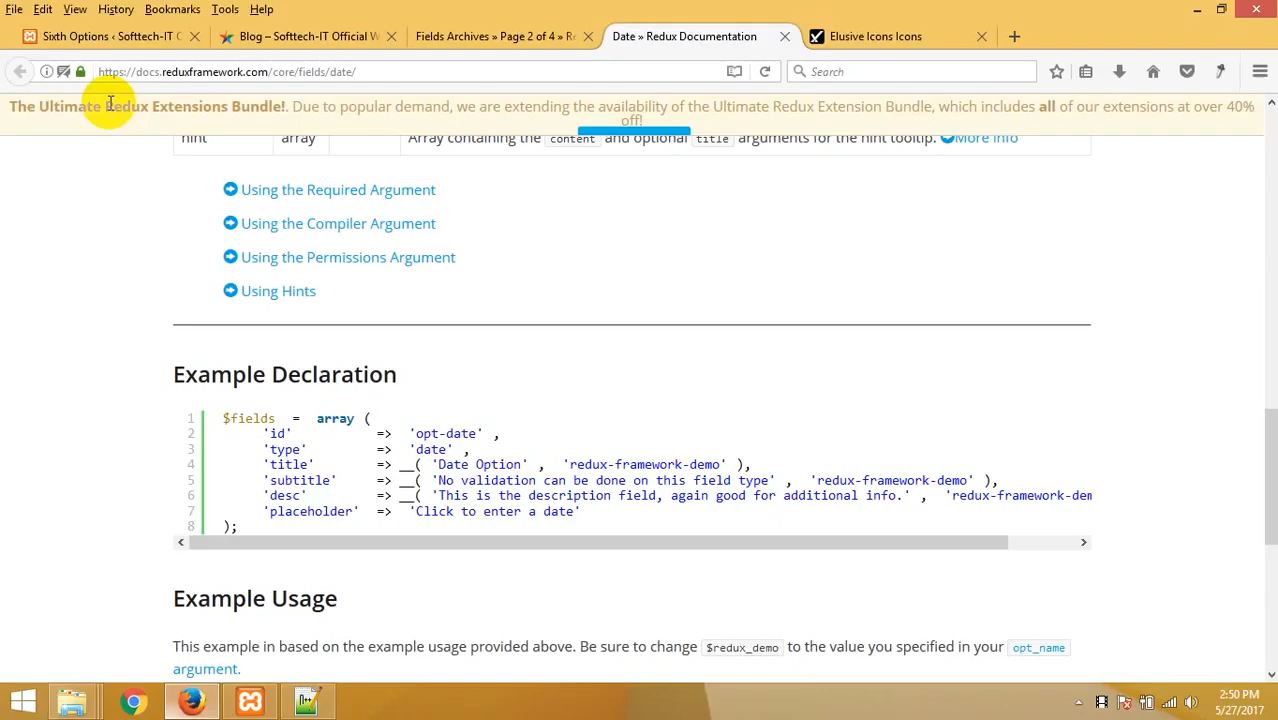 File Edit View History Bookmarks Tools Help
Sixth Options ‹ Softtech-IT C
Blog – Softtech-IT Official W
Fields Archives » Page 2 of 4 » Re
Date » Redux Documentation
Elusive Icons Icons
https://docs.reduxframework.com/core/fields/date/
Search
The Ultimate Redux Extensions Bundle!. Due to popular demand, we are extending the availability of the Ultimate Redux Extension Bundle, which includes all of our extensions at over 40%
off!
hint array Array containing the content and optional title arguments for the hint tooltip. More info
Using the Required Argument
Using the Compiler Argument
Using the Permissions Argument
Using Hints
Example Declaration
1 $fields = array (
2 'id' => 'opt-date' ,
3 'type' => 'date' ,
4 'title' => __( 'Date Option' , 'redux-framework-demo' ),
5 'subtitle' => __( 'No validation can be done on this field type' , 'redux-framework-demo' ),
6 'desc' => __( 'This is the description field, again good for additional info.' , 'redux-framework-dem
7 'placeholder' => 'Click to enter a date'
8 );
Example Usage
This example in based on the example usage provided above. Be sure to change $redux_demo to the value you specified in your opt_name
argument.
2:50 PM
5/27/2017